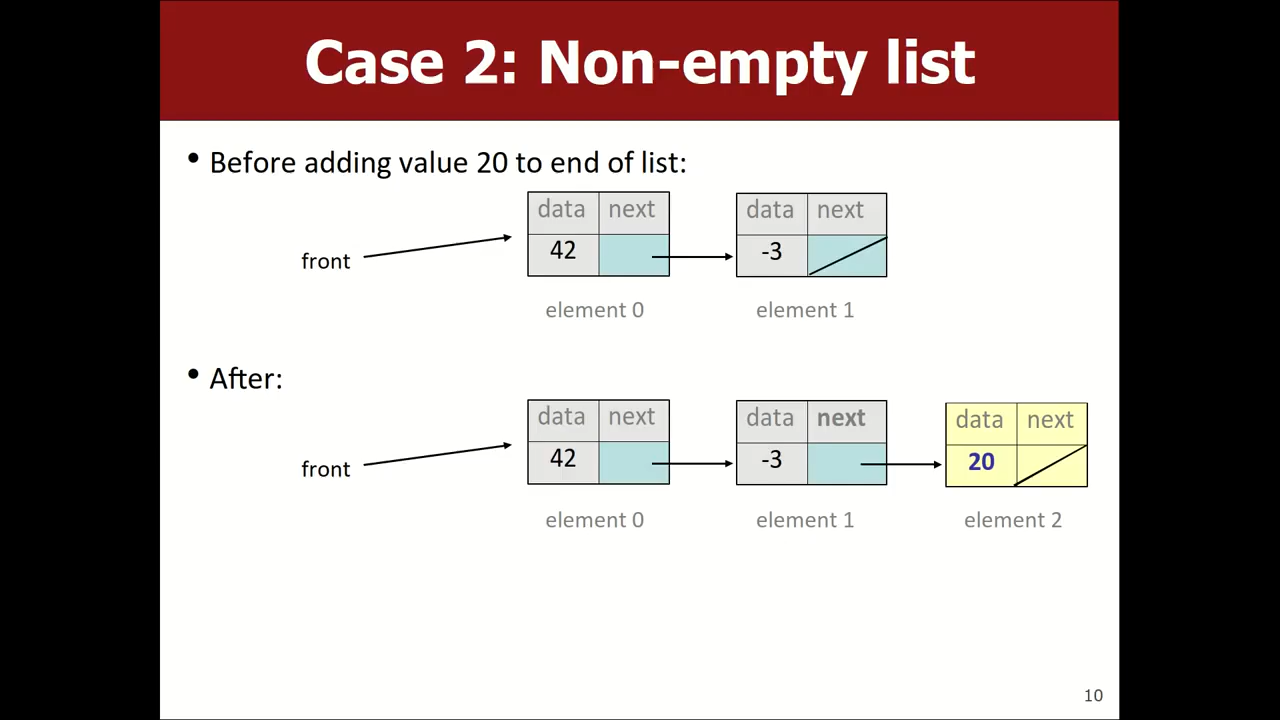 Case 2: Non-empty list
• Before adding value 20 to end of list:
data next data next
front 42 -3
element 0 element 1
• After:
data next data next data next
front 42 -3 20
element 0 element 1 element 2
10